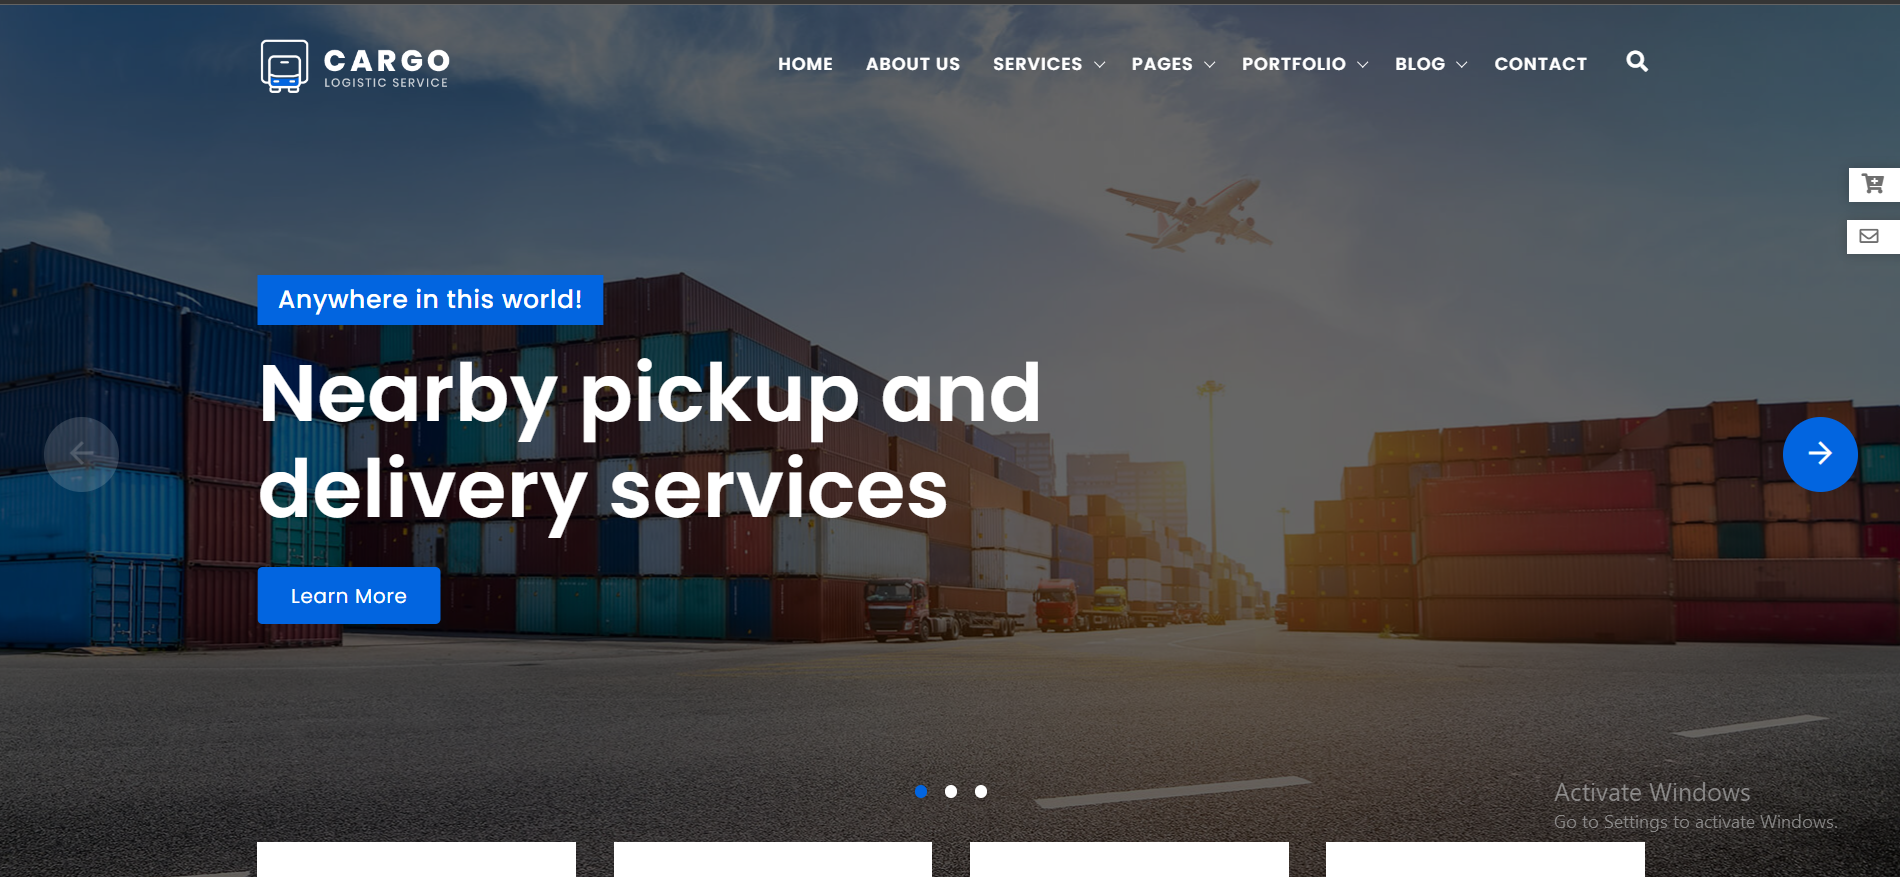 CARGO
LOGISTIC SERVICE
HOME ABOUT US SERVICES PAGES PORTFOLIO BLOG CONTACT
Anywhere in this world!
Nearby pickup and
delivery services
Learn More
Activate Windows
Go to Settings to activate Windows.